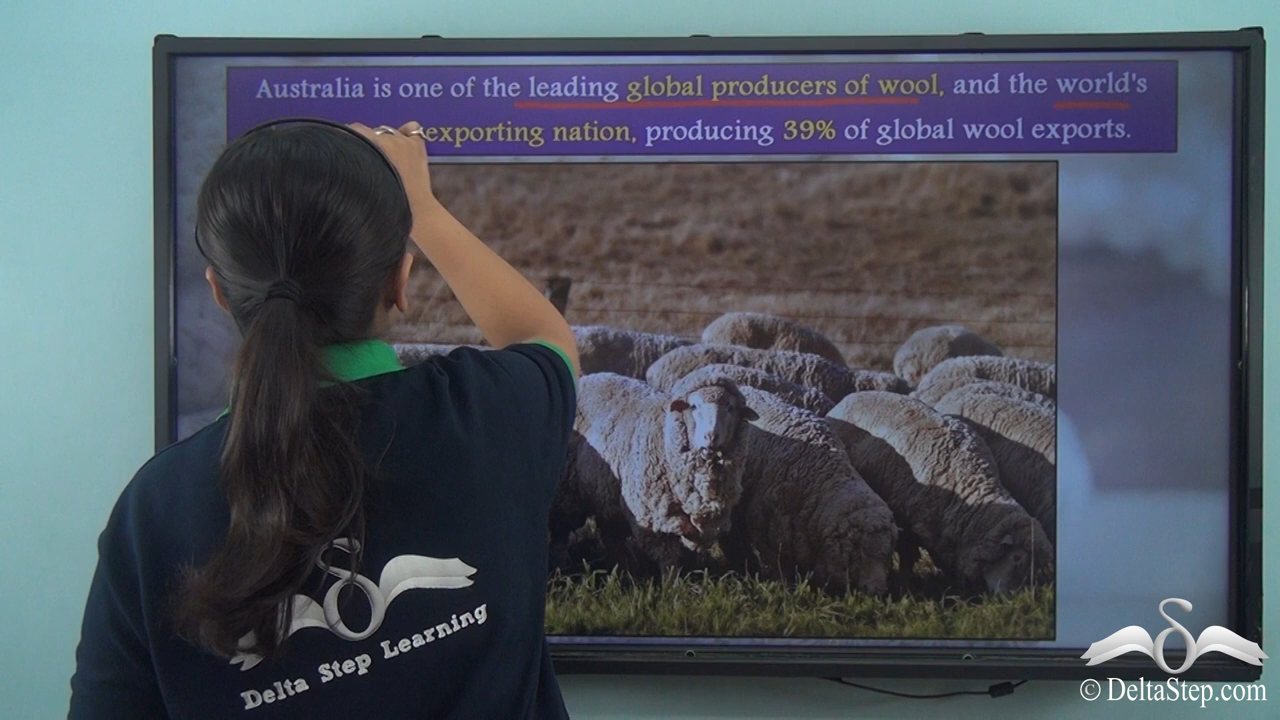 Australia is one of the leading global producers of wool, and the world's
exporting nation, producing 39% of global wool exports.
Delta Step Learning
© DeltaStep.com